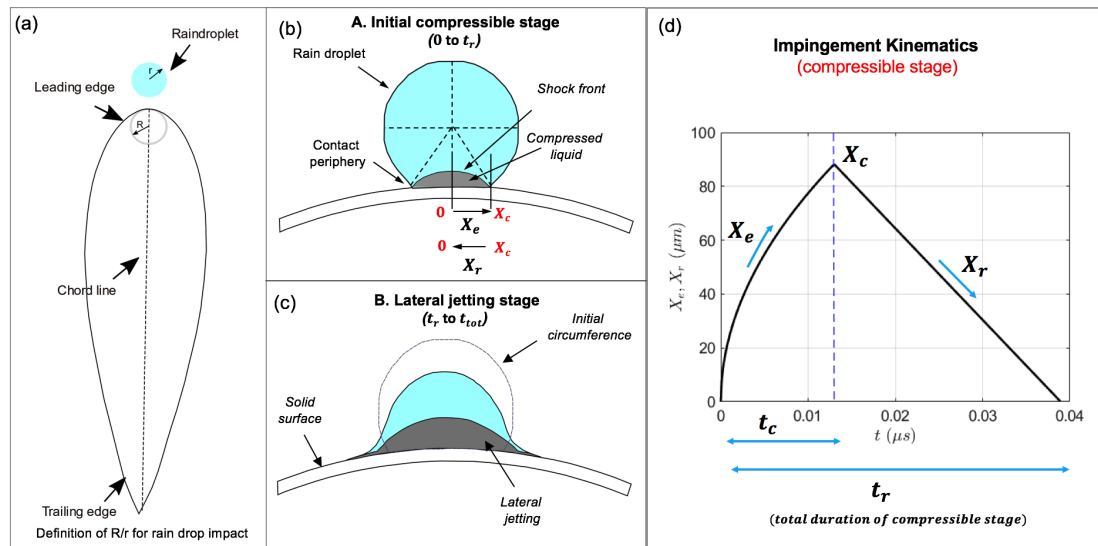 (a)
Raindroplet
r
Leading edge
R
Chord line
Trailing edge
Definition of R/r for rain drop impact
(b)
A. Initial compressible stage
(0 to tᵣ)
Rain droplet
Shock front
Compressed
liquid
Contact
periphery
0 X_c
X_e
0 X_c
X_r
(c)
B. Lateral jetting stage
(t_r to t_tot)
Initial
circumference
Solid
surface
Lateral
jetting
(d)
Impingement Kinematics
(compressible stage)
100
80
60
40
20
0
X_e, X_r (μm)
X_c
X_e
X_r
0 0.01 0.02 0.03 0.04
t (μs)
t_c
t_r
(total duration of compressible stage)